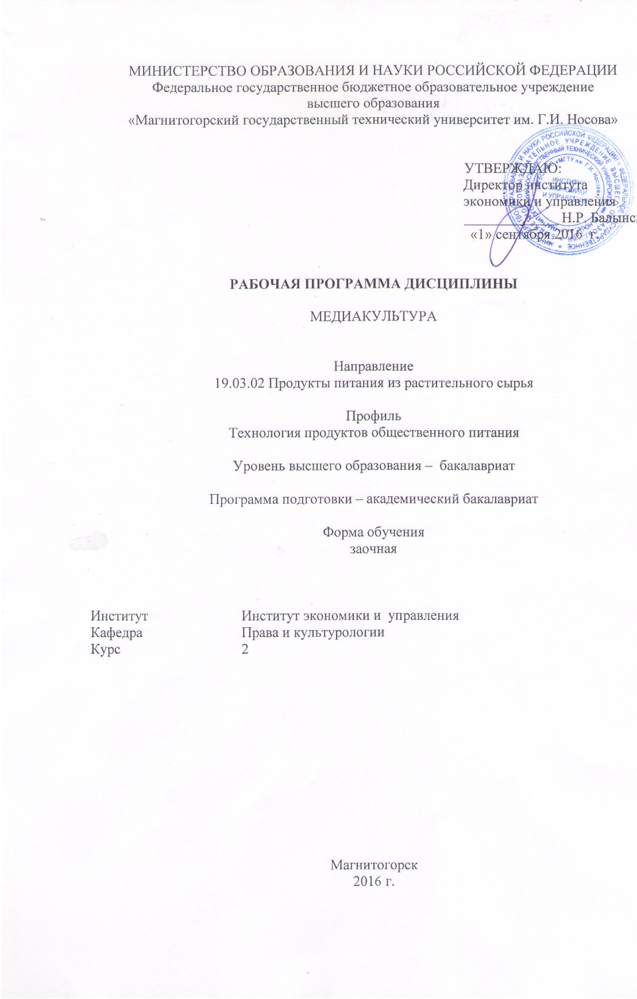 МИНИСТЕРСТВО ОБРАЗОВАНИЯ И НАУКИ РОССИЙСКОЙ ФЕДЕРАЦИИ
Федеральное государственное бюджетное образовательное учреждение
высшего образования
«Магнитогорский государственный технический университет им. Г.И. Носова»
УТВЕРЖДАЮ:
Директор института
экономики и управления
Н.Р.
«1» сентября 2016 г.
ИНСТИТУТ
ЭКОНОМИКИ
И УПРАВЛЕНИЯ
РАБОЧАЯ ПРОГРАММА ДИСЦИПЛИНЫ
МЕДИАКУЛЬТУРА
Направление
19.03.02 Продукты питания из растительного сырья
Профиль
Технология продуктов общественного питания
Уровень высшего образования – бакалавриат
Программа подготовки – академический бакалавриат
Форма обучения
заочная
Институт Институт экономики и управления
Кафедра Права и культурологии
Курс 2
Магнитогорск
2016 г.